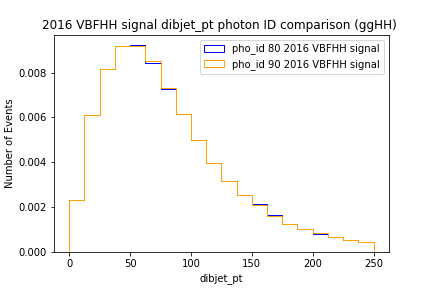 2016 VBFHH signal dibjet_pt photon ID comparison (ggHH)
pho_id 80 2016 VBFHH signal
pho_id 90 2016 VBFHH signal
Number of Events
0.008
0.006
0.004
0.002
0.000
0 50 100 150 200 250
dibjet_pt